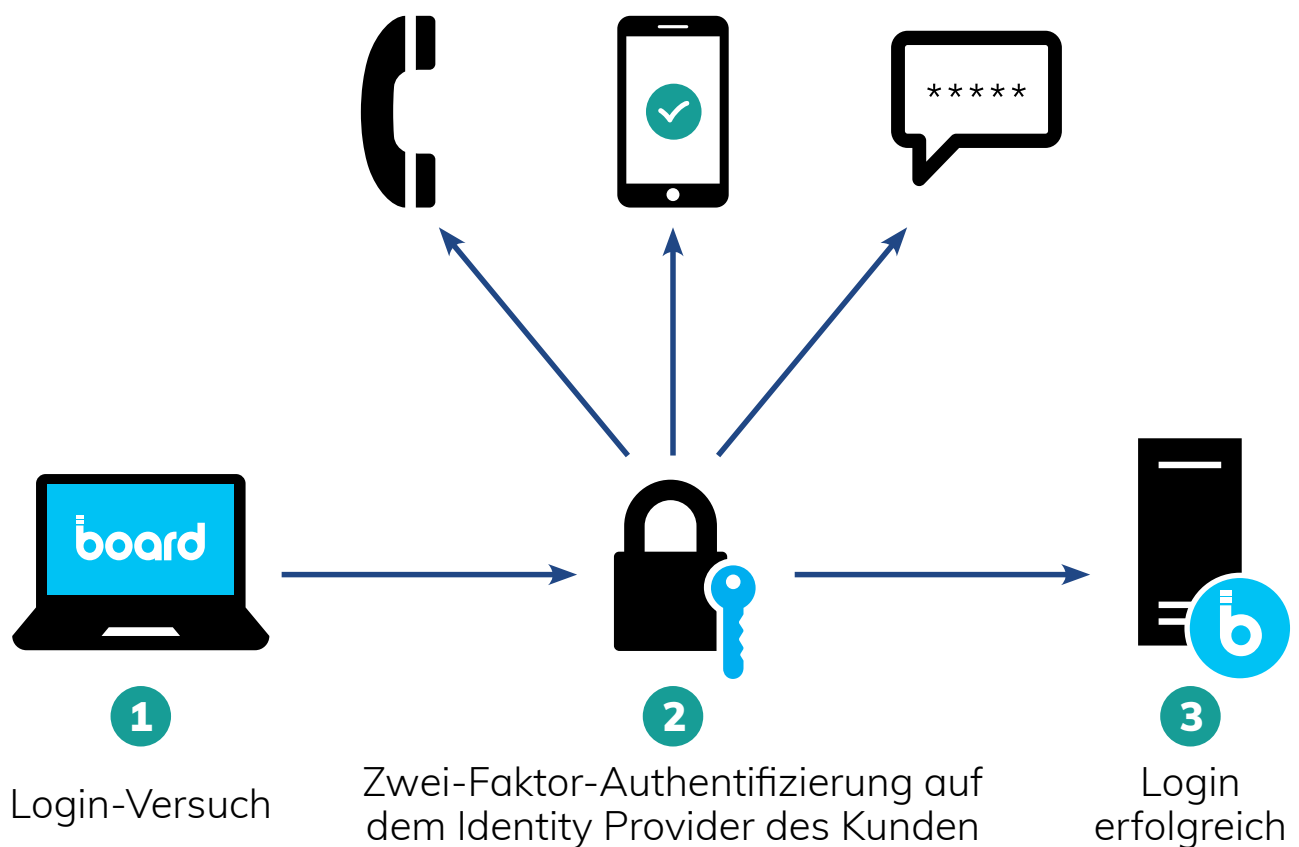 *****
board
b
1
2
3
Login-Versuch
Zwei-Faktor-Authentifizierung auf
dem Identity Provider des Kunden
Login
erfolgreich